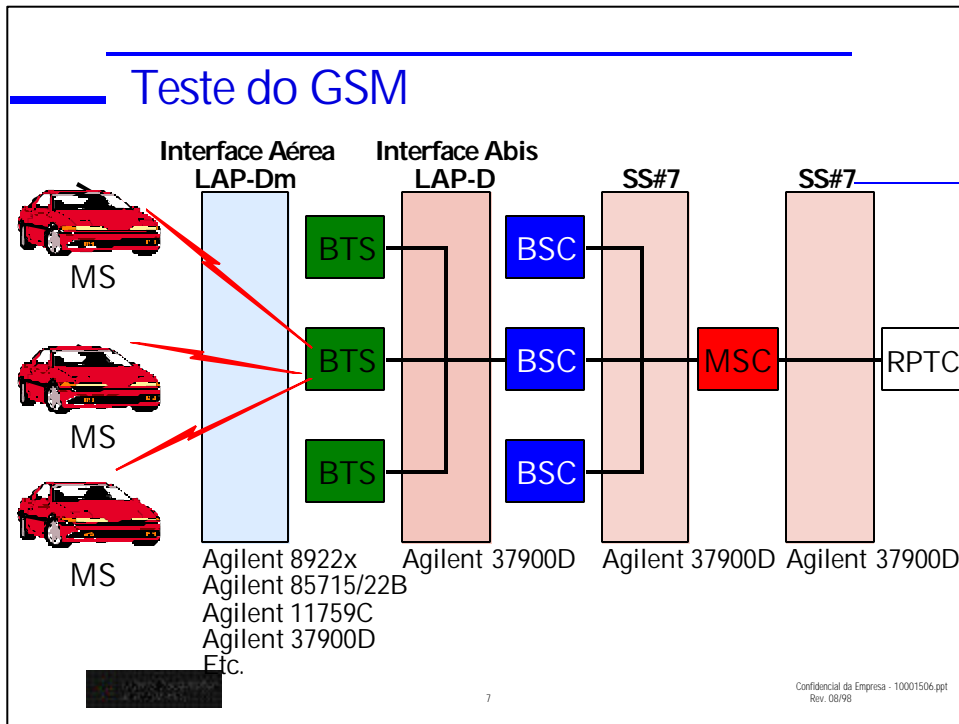 Teste do GSM
Interface Aérea
LAP-Dm
Interface Abis
LAP-D
SS#7
SS#7
MS
MS
MS
BTS
BTS
BTS
BSC
BSC
BSC
MSC
RPTC
Agilent 8922x
Agilent 85715/22B
Agilent 11759C
Agilent 37900D
Etc.
Agilent 37900D
Agilent 37900D
Agilent 37900D
7
Confidencial da Empresa - 10001506.ppt
Rev. 08/98